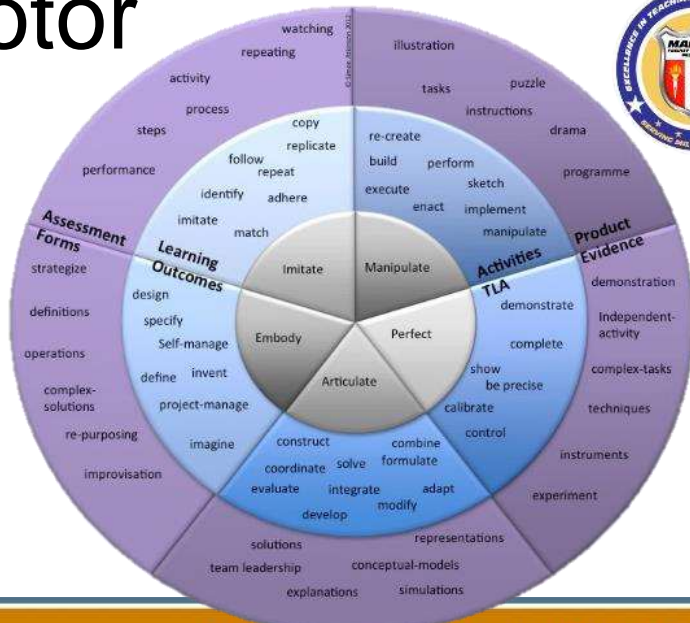 otor
watching
repeating
activity
process
steps
performance
Assessment
Forms
illustration
tasks
puzzle
instructions
drama
programme
Product
Evidence
copy
replicate
follow
repeat
identify
adhere
imitate
match
Learning
Outcomes
re-create
build
perform
execute
sketch
enact
implement
manipulate
Activities
TLA
Imitate
Manipulate
Embody
Perfect
Articulate
strategize
definitions
operations
complex-
solutions
re-purposing
improvisation
design
specify
Self-manage
define
invent
project-manage
imagine
demonstrate
complete
show
be precise
calibrate
control
demonstration
Independent-
activity
complex-tasks
techniques
instruments
experiment
construct
combine
coordinate
solve
formulate
evaluate
integrate
adapt
modify
develop
solutions
representations
team leadership
conceptual-models
explanations
simulations
EXCELLENCE IN TEACHIN
SERVING